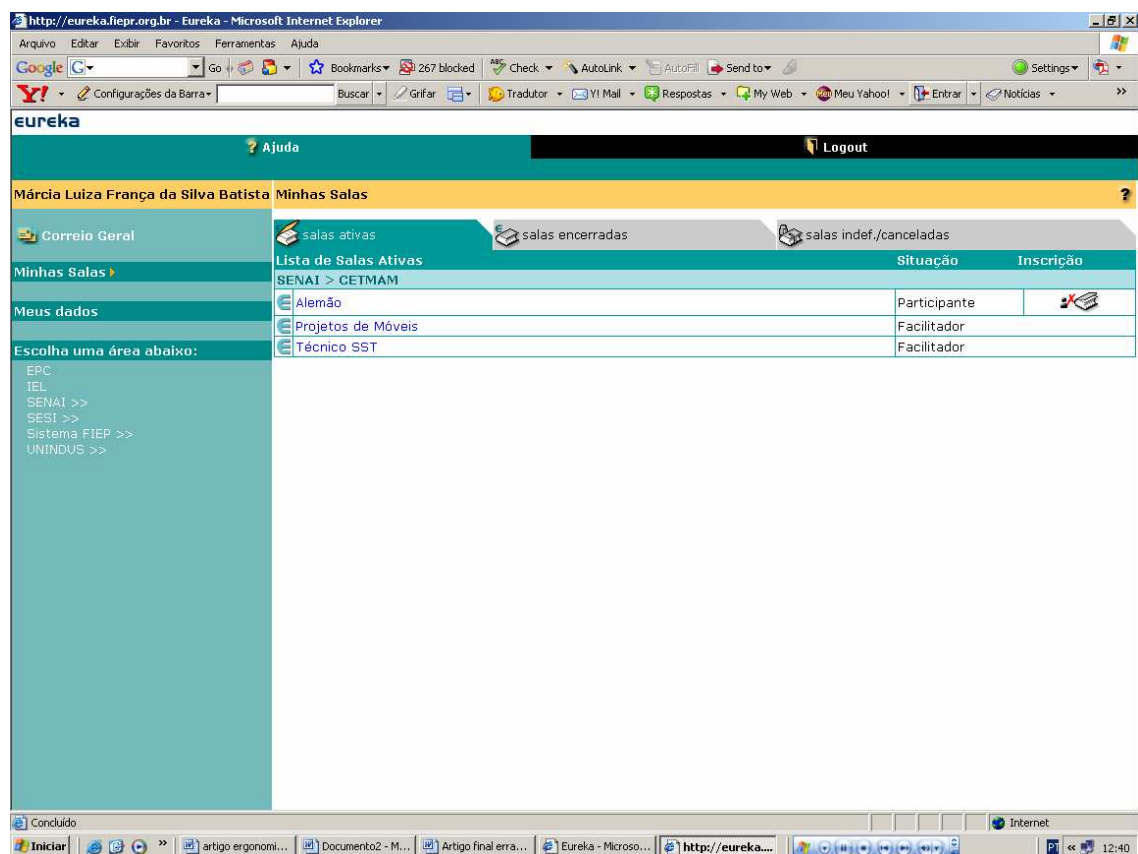 http://eureka.fiepr.org.br - Eureka - Microsoft Internet Explorer
Arquivo Editar Exibir Favoritos Ferramentas Ajuda
Google G Go Bookmarks 267 blocked ABC Check AutoLink AutoFill Send to Settings
Y! Configurações da Barra Buscar Grifar Tradutor Y! Mail Respostas My Web Meu Yahoo! Entrar Notícias »
eureka
? Ajuda Logout
Márcia Luiza França da Silva Batista Minhas Salas ?
Correio Geral
Minhas Salas
Meus dados
Escolha uma área abaixo:
EPC
IEL
SENAI >>
SESI >>
Sistema FIEP >>
UNINDUS >>
salas ativas salas encerradas salas indef./canceladas
Lista de Salas Ativas Situação Inscrição
SENAI > CETMAM
Alemão Participante
Projetos de Móveis Facilitador
Técnico SST Facilitador
Concluído Internet
Iniciar » artigo ergonomi... Documento2 - M... Artigo final erra... Eureka - Microso... http://eureka.... PT « 12:40